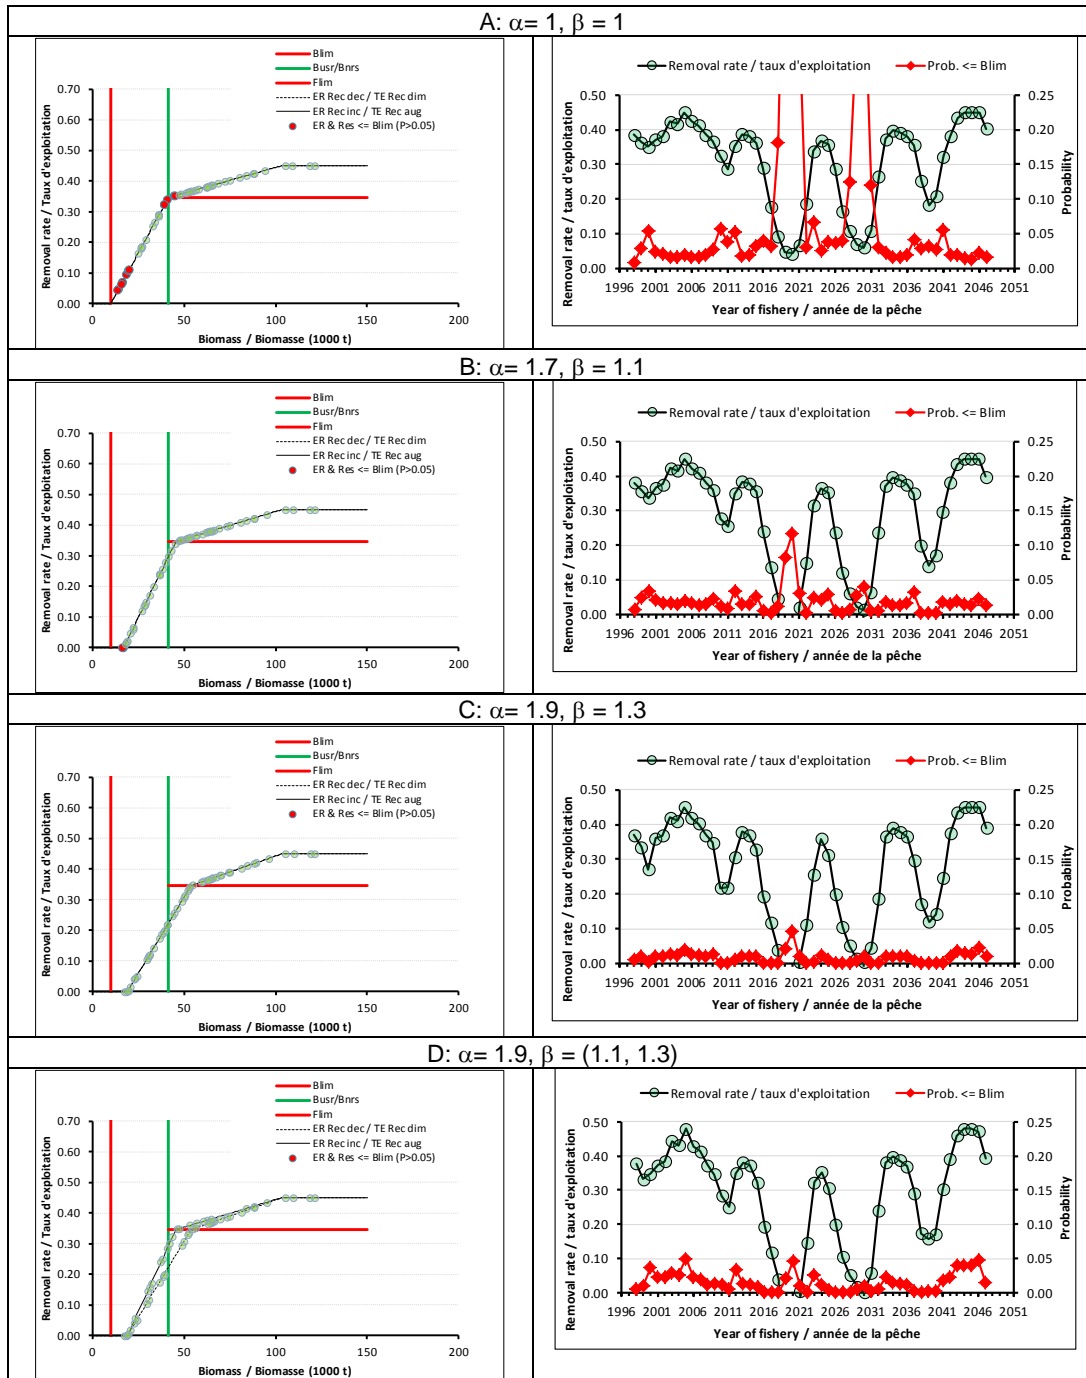 A: α= 1, β = 1
Blim
Busr/Bnrs
Flim
ER Rec dec / TE Rec dim
ER Rec inc / TE Rec aug
ER & Res <= Blim (P>0.05)
Removal rate / Taux d'exploitation
0.70
0.60
0.50
0.40
0.30
0.20
0.10
0.00
0 50 100 150 200
Biomass / Biomasse (1000 t)
Removal rate / taux d'exploitation Prob. <= Blim
Removal rate / taux d'exploitation
0.50
0.40
0.30
0.20
0.10
0.00
0.25
0.20
0.15
0.10
0.05
0.00
Probability
1996 2001 2006 2011 2016 2021 2026 2031 2036 2041 2046 2051
Year of fishery / année de la pêche
B: α= 1.7, β = 1.1
Blim
Busr/Bnrs
Flim
ER Rec dec / TE Rec dim
ER Rec inc / TE Rec aug
ER & Res <= Blim (P>0.05)
Removal rate / Taux d'exploitation
0.70
0.60
0.50
0.40
0.30
0.20
0.10
0.00
0 50 100 150 200
Biomass / Biomasse (1000 t)
Removal rate / taux d'exploitation Prob. <= Blim
Removal rate / taux d'exploitation
0.50
0.40
0.30
0.20
0.10
0.00
0.25
0.20
0.15
0.10
0.05
0.00
Probability
1996 2001 2006 2011 2016 2021 2026 2031 2036 2041 2046 2051
Year of fishery / année de la pêche
C: α= 1.9, β = 1.3
Blim
Busr/Bnrs
Flim
ER Rec dec / TE Rec dim
ER Rec inc / TE Rec aug
ER & Res <= Blim (P>0.05)
Removal rate / Taux d'exploitation
0.70
0.60
0.50
0.40
0.30
0.20
0.10
0.00
0 50 100 150 200
Biomass / Biomasse (1000 t)
Removal rate / taux d'exploitation Prob. <= Blim
Removal rate / taux d'exploitation
0.50
0.40
0.30
0.20
0.10
0.00
0.25
0.20
0.15
0.10
0.05
0.00
Probability
1996 2001 2006 2011 2016 2021 2026 2031 2036 2041 2046 2051
Year of fishery / année de la pêche
D: α= 1.9, β = (1.1, 1.3)
Blim
Busr/Bnrs
Flim
ER Rec dec / TE Rec dim
ER Rec inc / TE Rec aug
ER & Res <= Blim (P>0.05)
Removal rate / Taux d'exploitation
0.70
0.60
0.50
0.40
0.30
0.20
0.10
0.00
0 50 100 150 200
Biomass / Biomasse (1000 t)
Removal rate / taux d'exploitation Prob. <= Blim
Removal rate / taux d'exploitation
0.50
0.40
0.30
0.20
0.10
0.00
0.25
0.20
0.15
0.10
0.05
0.00
Probability
1996 2001 2006 2011 2016 2021 2026 2031 2036 2041 2046 2051
Year of fishery / année de la pêche